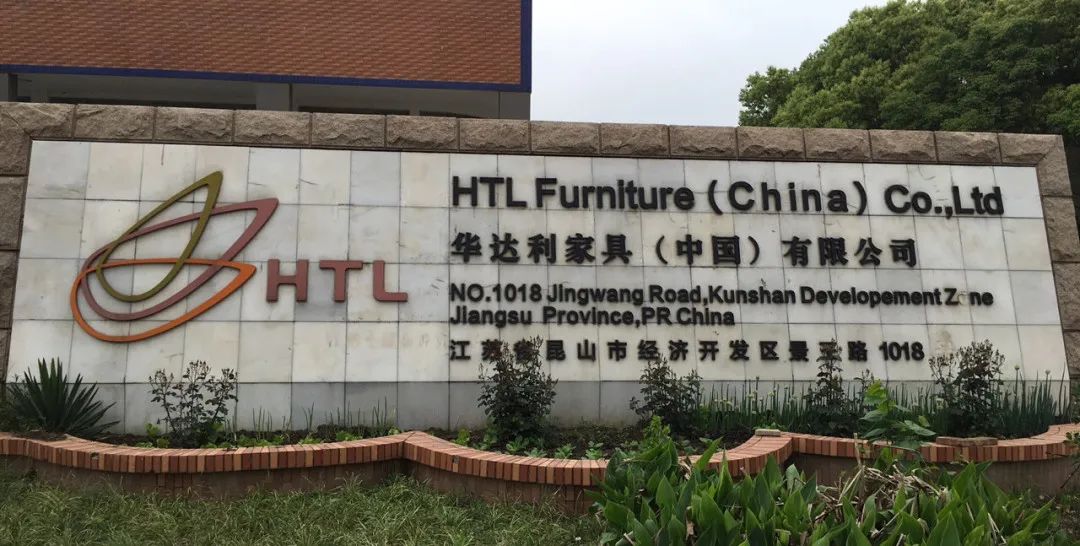 HTL
HTL Furniture (China) Co.,Ltd
华达利家具（中国）有限公司
NO.1018 Jingwang Road,Kunshan Developement Zone
Jiangsu Province,PR China
江苏省昆山市经济开发区景王路 1018